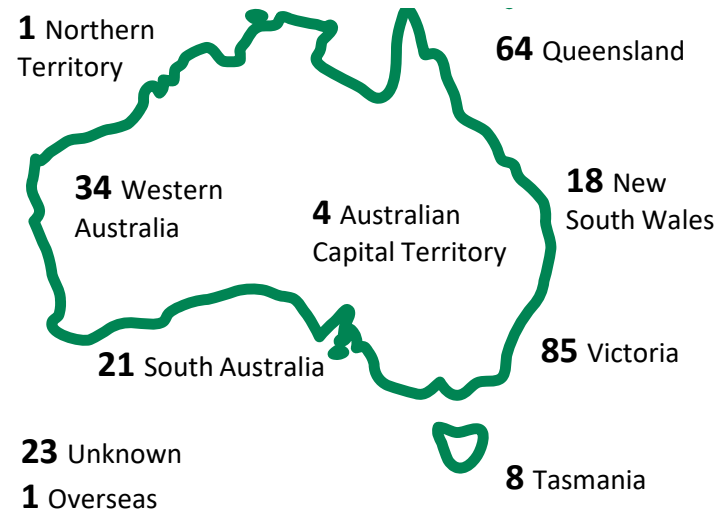 1 Northern
Territory
64 Queensland
34 Western
Australia
4 Australian
Capital Territory
18 New
South Wales
21 South Australia
85 Victoria
23 Unknown
1 Overseas
8 Tasmania